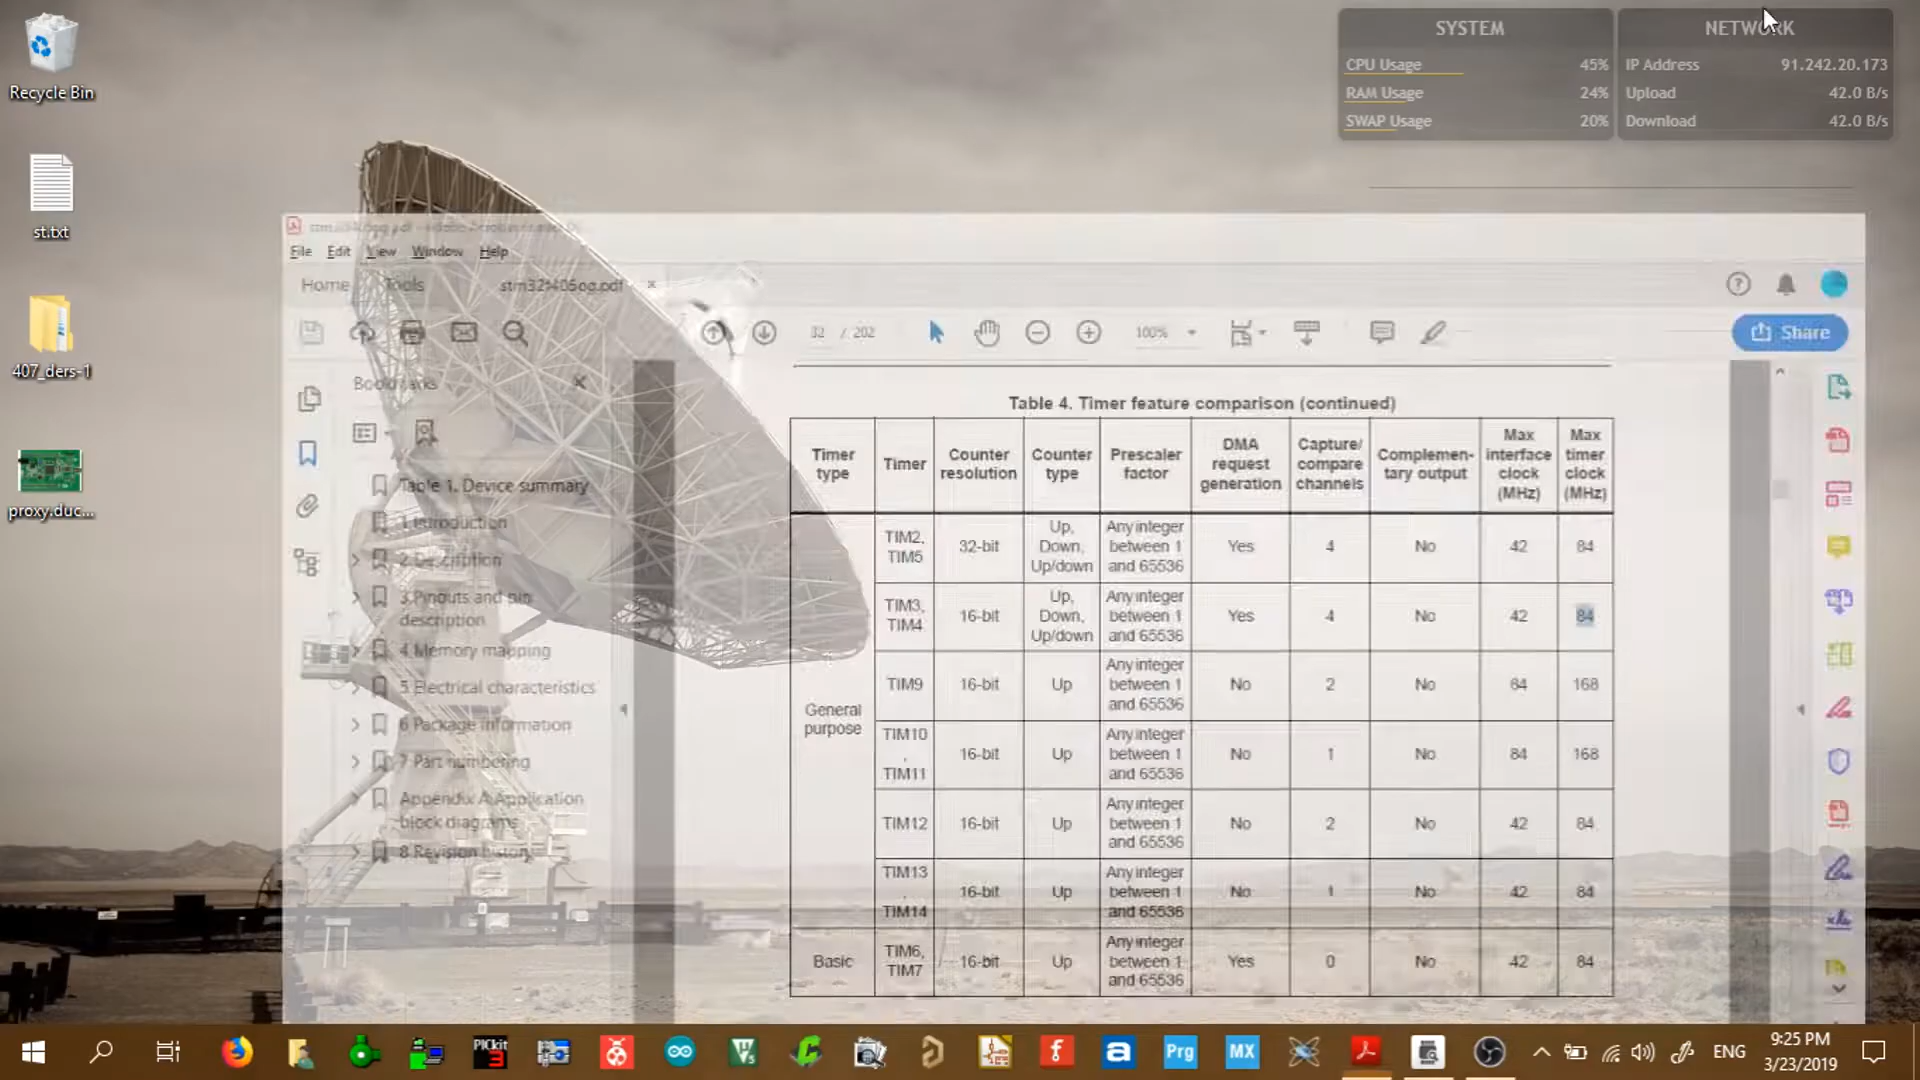 SYSTEM
CPU Usage 45%
RAM Usage 24%
SWAP Usage 20%
NETWORK
IP Address 91.242.20.173
Upload 42.0 B/s
Download 42.0 B/s
Recycle Bin
st.txt
407_ders-1
proxy.duc...
File Edit View Window Help
Home Tools
32 / 202
100%
Share
Bookmarks
Table 1. Device summary
1 Introduction
2 Description
3 Pinouts and pin
description
4 Memory mapping
5 Electrical characteristics
6 Package information
7 Part numbering
Appendix A Application
block diagrams
8 Revision history
Table 4. Timer feature comparison (continued)
Timer type Timer Counter resolution Counter type Prescaler factor DMA request generation Capture/ compare channels Complemen- tary output Max interface clock (MHz) Max timer clock (MHz)
General purpose
TIM2, TIM5 32-bit Up, Down, Up/down Any integer between 1 and 65536 Yes 4 No 42 84
TIM3, TIM4 16-bit Up, Down, Up/down Any integer between 1 and 65536 Yes 4 No 42 84
TIM9 16-bit Up Any integer between 1 and 65536 No 2 No 84 168
TIM10 , TIM11 16-bit Up Any integer between 1 and 65536 No 1 No 84 168
TIM12 16-bit Up Any integer between 1 and 65536 No 2 No 42 84
TIM13 , TIM14 16-bit Up Any integer between 1 and 65536 No 1 No 42 84
Basic TIM6, TIM7 16-bit Up Any integer between 1 and 65536 Yes 0 No 42 84
PICkit
3
Prg
MX
ENG
9:25 PM
3/23/2019